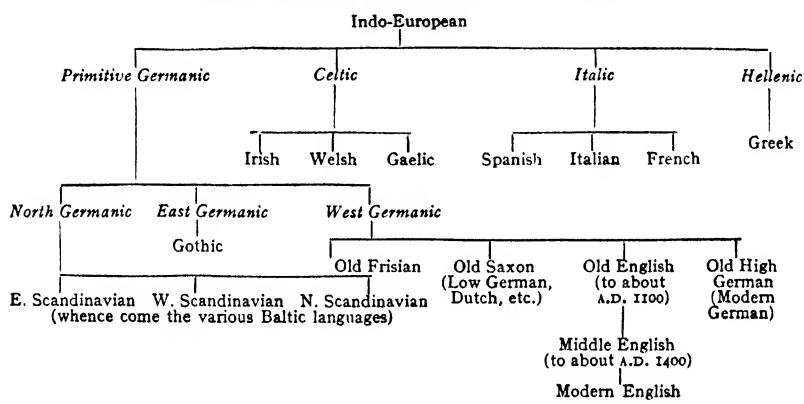 Indo-European
Primitive Germanic Celtic Italic Hellenic
Irish Welsh Gaelic Spanish Italian French Greek
North Germanic East Germanic West Germanic
Gothic
Old Frisian Old Saxon Old English Old High
(Low German, (to about German
Dutch, etc.) A.D. 1100) (Modern
German)
E. Scandinavian W. Scandinavian N. Scandinavian
(whence come the various Baltic languages)
Middle English
(to about A.D. 1400)
Modern English